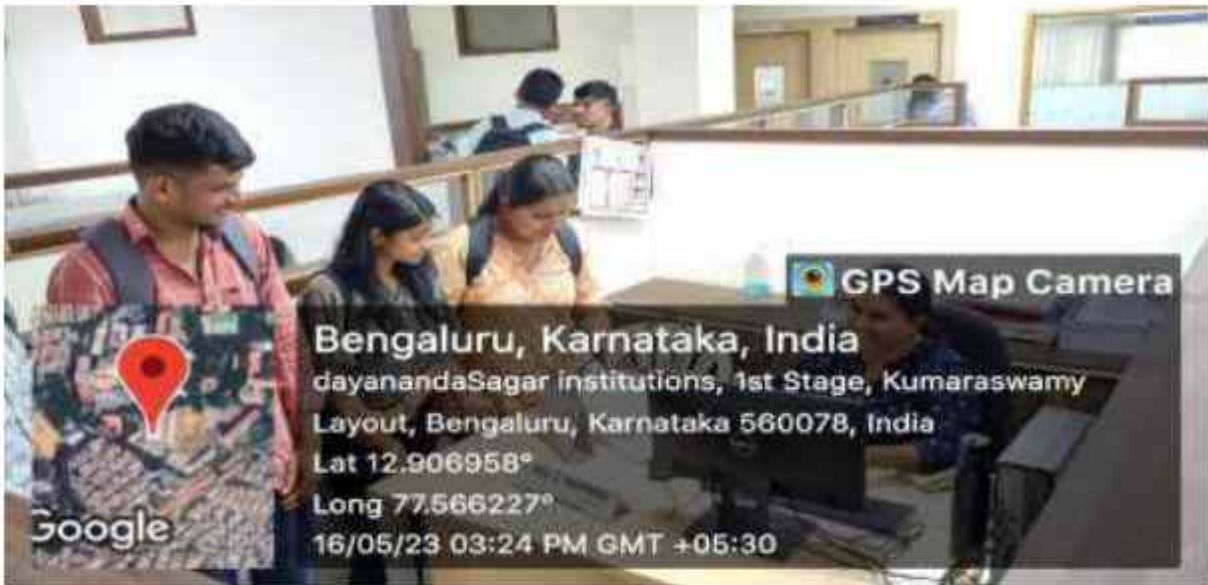 GPS Map Camera
Bengaluru, Karnataka, India
dayanandaSagar institutions, 1st Stage, Kumaraswamy
Layout, Bengaluru, Karnataka 560078, India
Lat 12.906958°
Long 77.566227°
16/05/23 03:24 PM GMT +05:30
Google